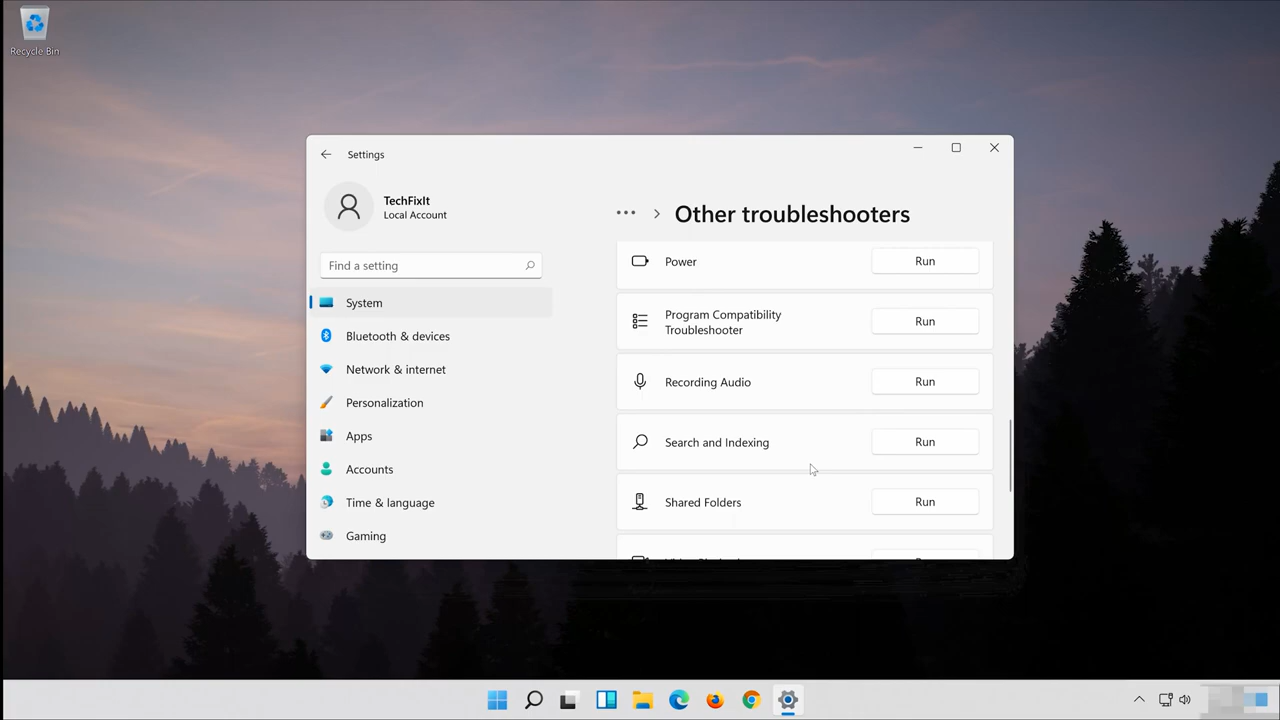 Recycle Bin
Settings
TechFixIt
Local Account
Find a setting
System
Bluetooth & devices
Network & internet
Personalization
Apps
Accounts
Time & language
Gaming
Other troubleshooters
Power
Run
Program Compatibility
Troubleshooter
Run
Recording Audio
Run
Search and Indexing
Run
Shared Folders
Run